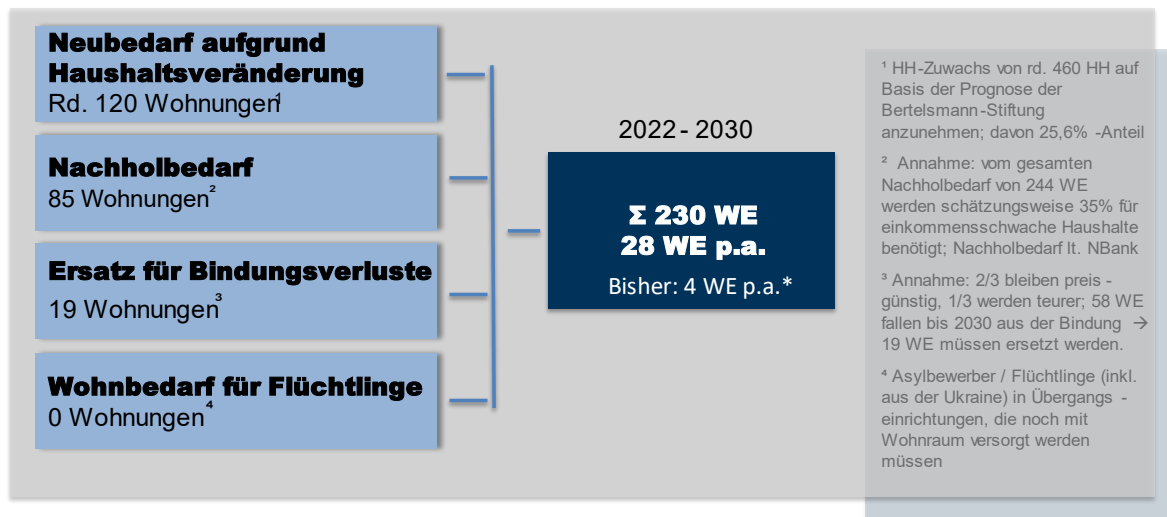 Neubedarf aufgrund
Haushaltsveränderung
Rd. 120 Wohnungen¹
Nachholbedarf
85 Wohnungen²
Ersatz für Bindungsverluste
19 Wohnungen³
Wohnbedarf für Flüchtlinge
0 Wohnungen⁴
2022 - 2030
Σ 230 WE
28 WE p.a.
Bisher: 4 WE p.a.*
¹ HH-Zuwachs von rd. 460 HH auf
Basis der Prognose der
Bertelsmann-Stiftung
anzunehmen; davon 25,6% -Anteil
² Annahme: vom gesamten
Nachholbedarf von 244 WE
werden schätzungsweise 35% für
einkommensschwache Haushalte
benötigt; Nachholbedarf lt. NBank
³ Annahme: 2/3 bleiben preis -
günstig, 1/3 werden teurer; 58 WE
fallen bis 2030 aus der Bindung →
19 WE müssen ersetzt werden.
⁴ Asylbewerber / Flüchtlinge (inkl.
aus der Ukraine) in Übergangs -
einrichtungen, die noch mit
Wohnraum versorgt werden
müssen